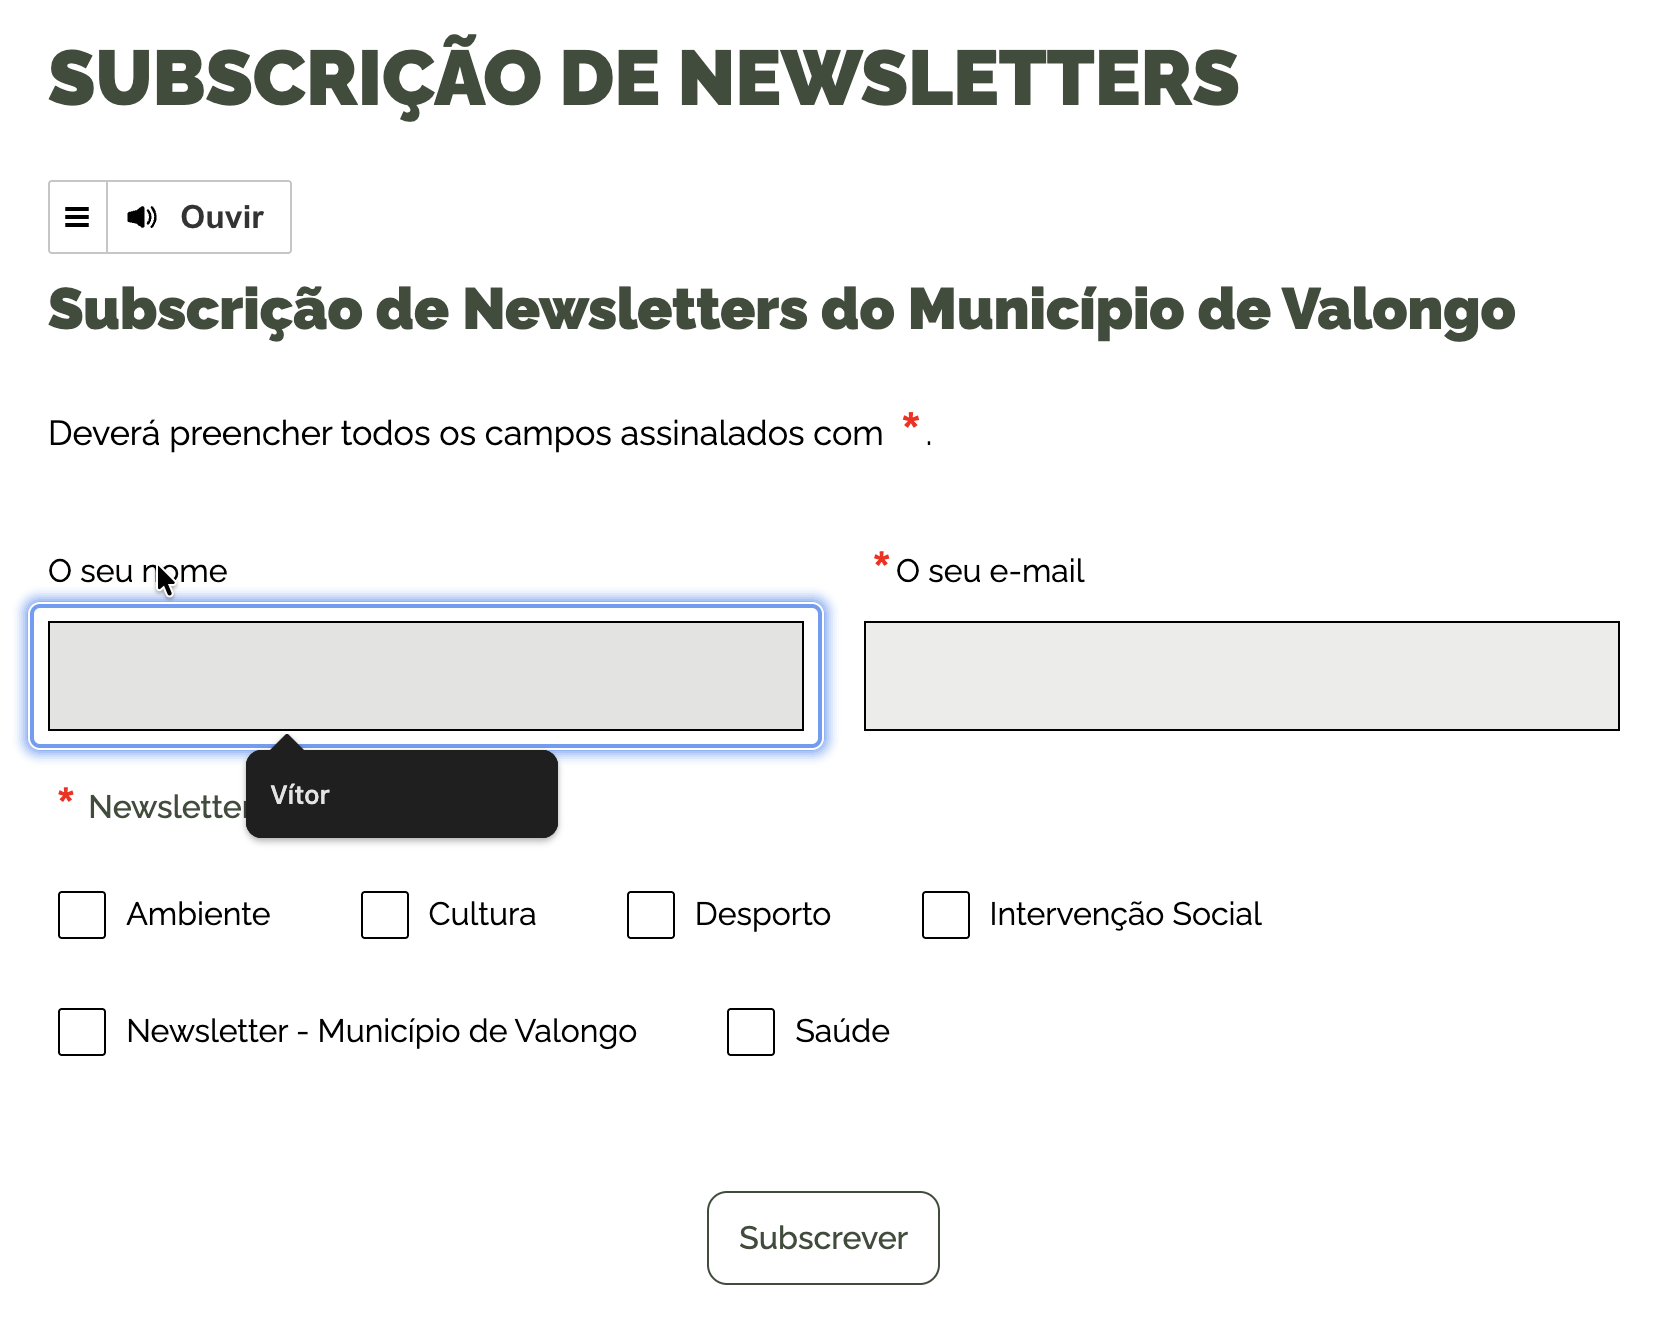 SUBSCRIÇÃO DE NEWSLETTERS
Ouvir
Subscrição de Newsletters do Município de Valongo
Deverá preencher todos os campos assinalados com * .
O seu nome
* O seu e-mail
Vítor
* Newsletter
Ambiente Cultura Desporto Intervenção Social
Newsletter - Município de Valongo Saúde
Subscrever